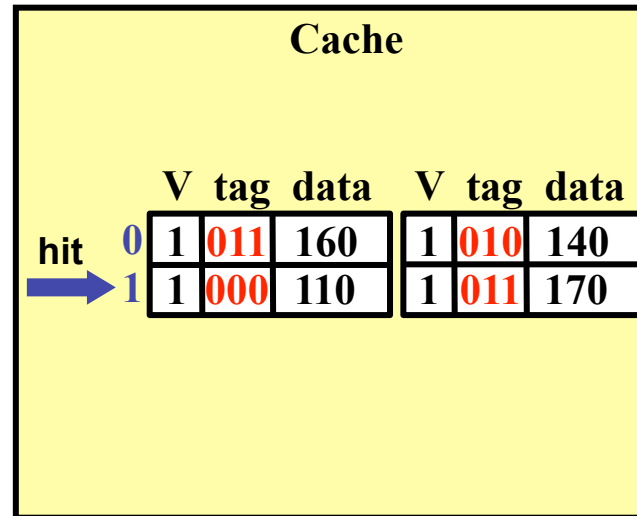 Cache
V tag data V tag data
hit 0 1 011 160 1 010 140
1 1 000 110 1 011 170